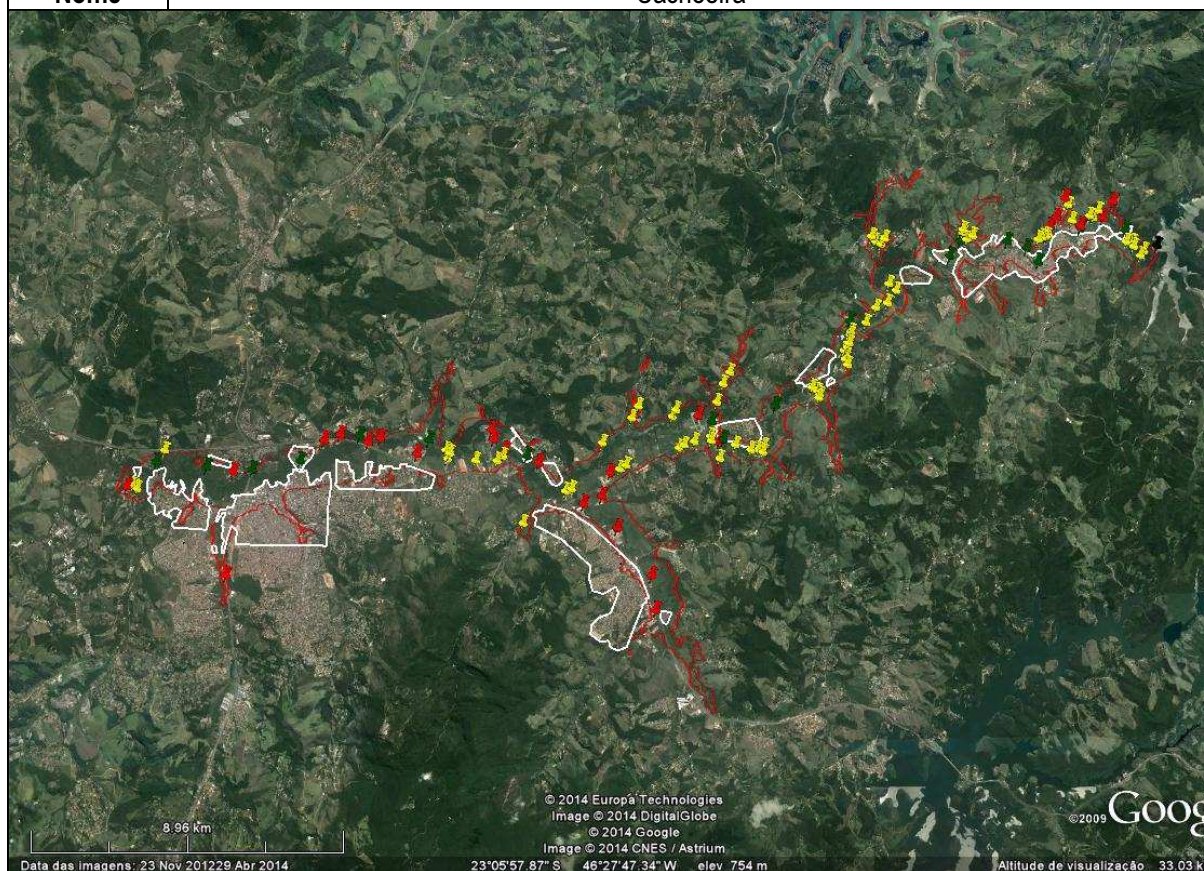 Nome Cachoeira
© 2014 Europa Technologies
Image © 2014 DigitalGlobe
© 2014 Google
Image © 2014 CNES / Astrium
©2009 Goog
8.96 km
Data das imagens: 23 Nov 201229 Abr 2014 23°05'57.87" S 46°27'47.34" W elev 754 m Altitude de visualização 33.03 k